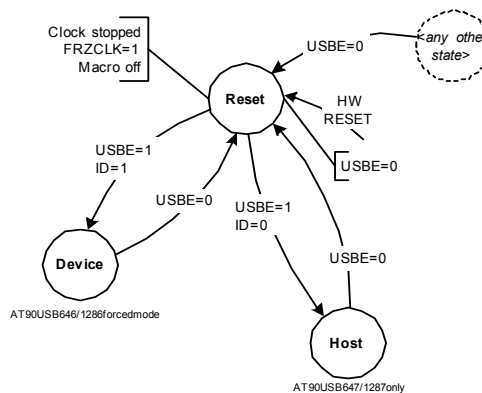 Clock stopped
FRZCLK=1
Macro off
USBE=0
<any other
state>
Reset
HW
RESET
USBE=0
USBE=1
ID=1
USBE=0
USBE=1
ID=0
USBE=0
Device
AT90USB646/1286forcedmode
Host
AT90USB647/1287only